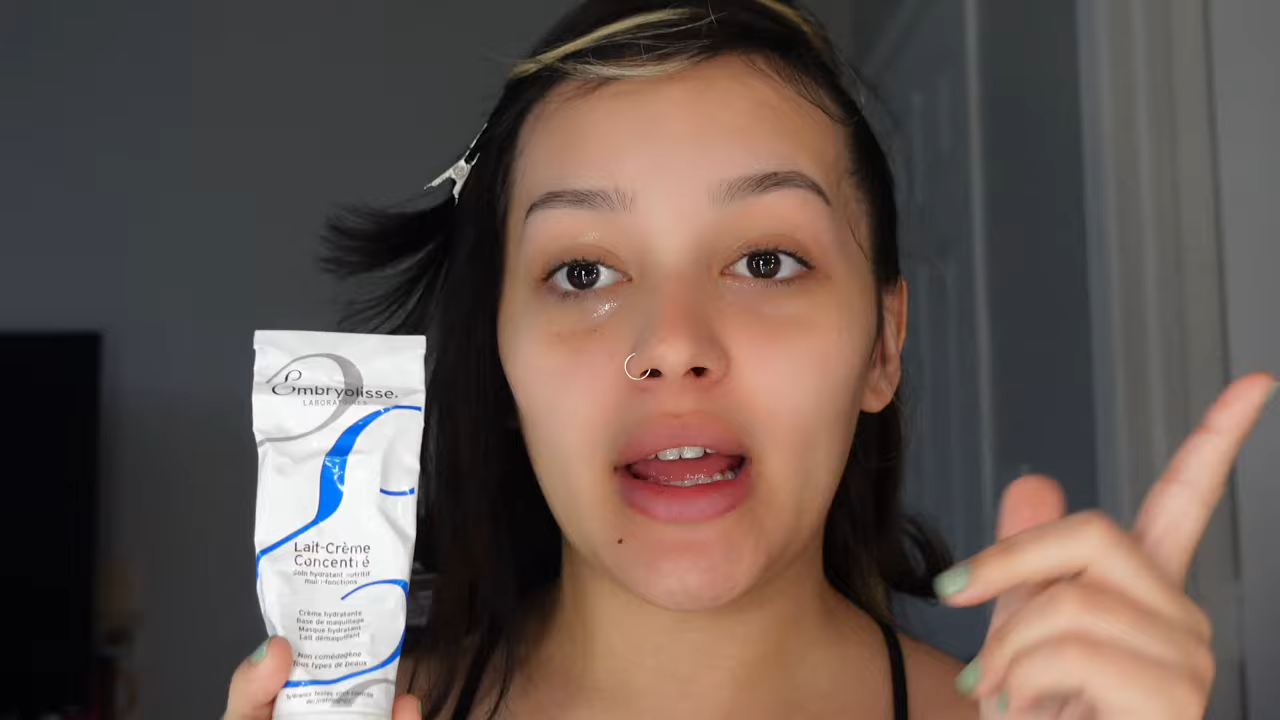 Embryolisse.
LABORATOIRES
Lait-Crème
Concentré
Soin hydratant nutritif
multi-fonctions
Crème hydratante
Base de maquillage
Masque hydratant
Lait démaquillant
Non comédogène
Tous types de peaux